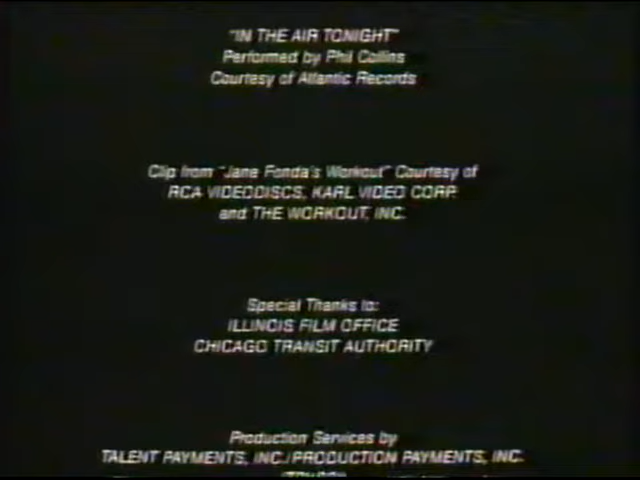 "IN THE AIR TONIGHT"
Performed by Phil Collins
Courtesy of Atlantic Records
Clip from "Jane Fonda's Workout" Courtesy of
RCA VIDEODISCS, KARL VIDEO CORP.
and THE WORKOUT, INC.
Special Thanks to:
ILLINOIS FILM OFFICE
CHICAGO TRANSIT AUTHORITY
Production Services by
TALENT PAYMENTS, INC./PRODUCTION PAYMENTS, INC.